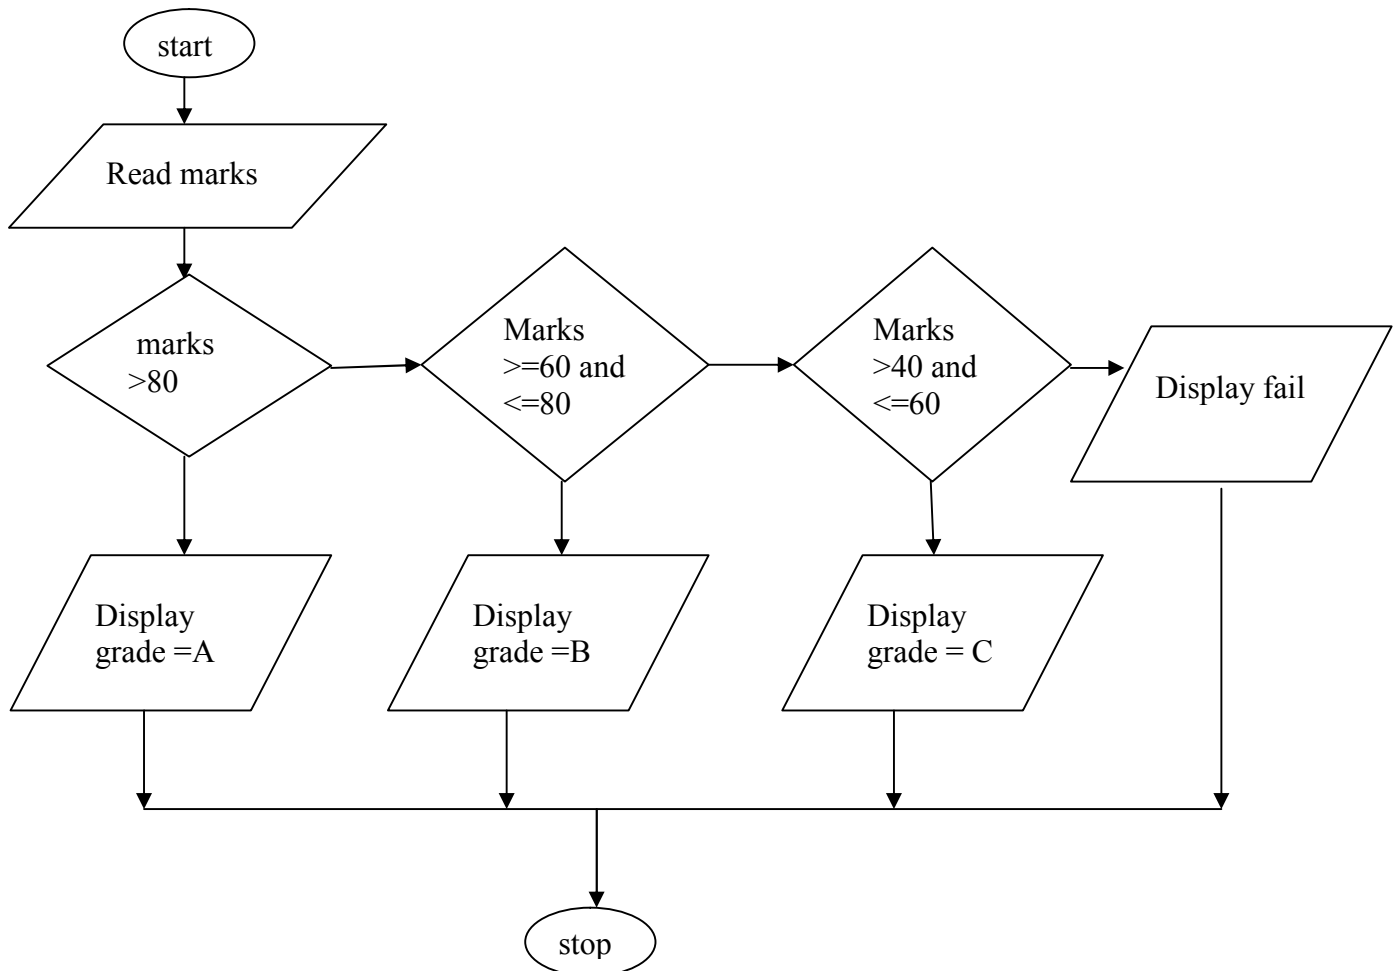 start
Read marks
marks
>80
Marks
>=60 and
<=80
Marks
>40 and
<=60
Display fail
Display
grade =A
Display
grade =B
Display
grade = C
stop